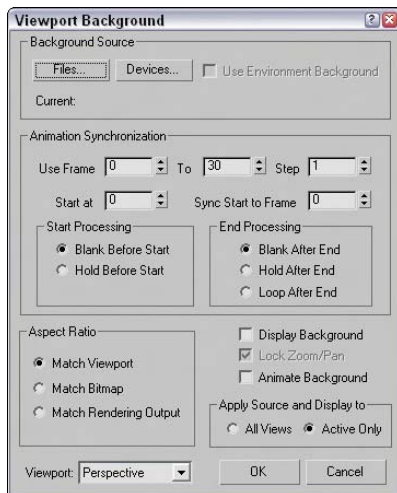 Viewport Background
Background Source
Files... Devices... Use Environment Background
Current:
Animation Synchronization
Use Frame 0 To 30 Step 1
Start at 0 Sync Start to Frame 0
Start Processing
Blank Before Start
Hold Before Start
End Processing
Blank After End
Hold After End
Loop After End
Aspect Ratio
Match Viewport
Match Bitmap
Match Rendering Output
Display Background
Lock Zoom/Pan
Animate Background
Apply Source and Display to
All Views Active Only
Viewport: Perspective OK Cancel